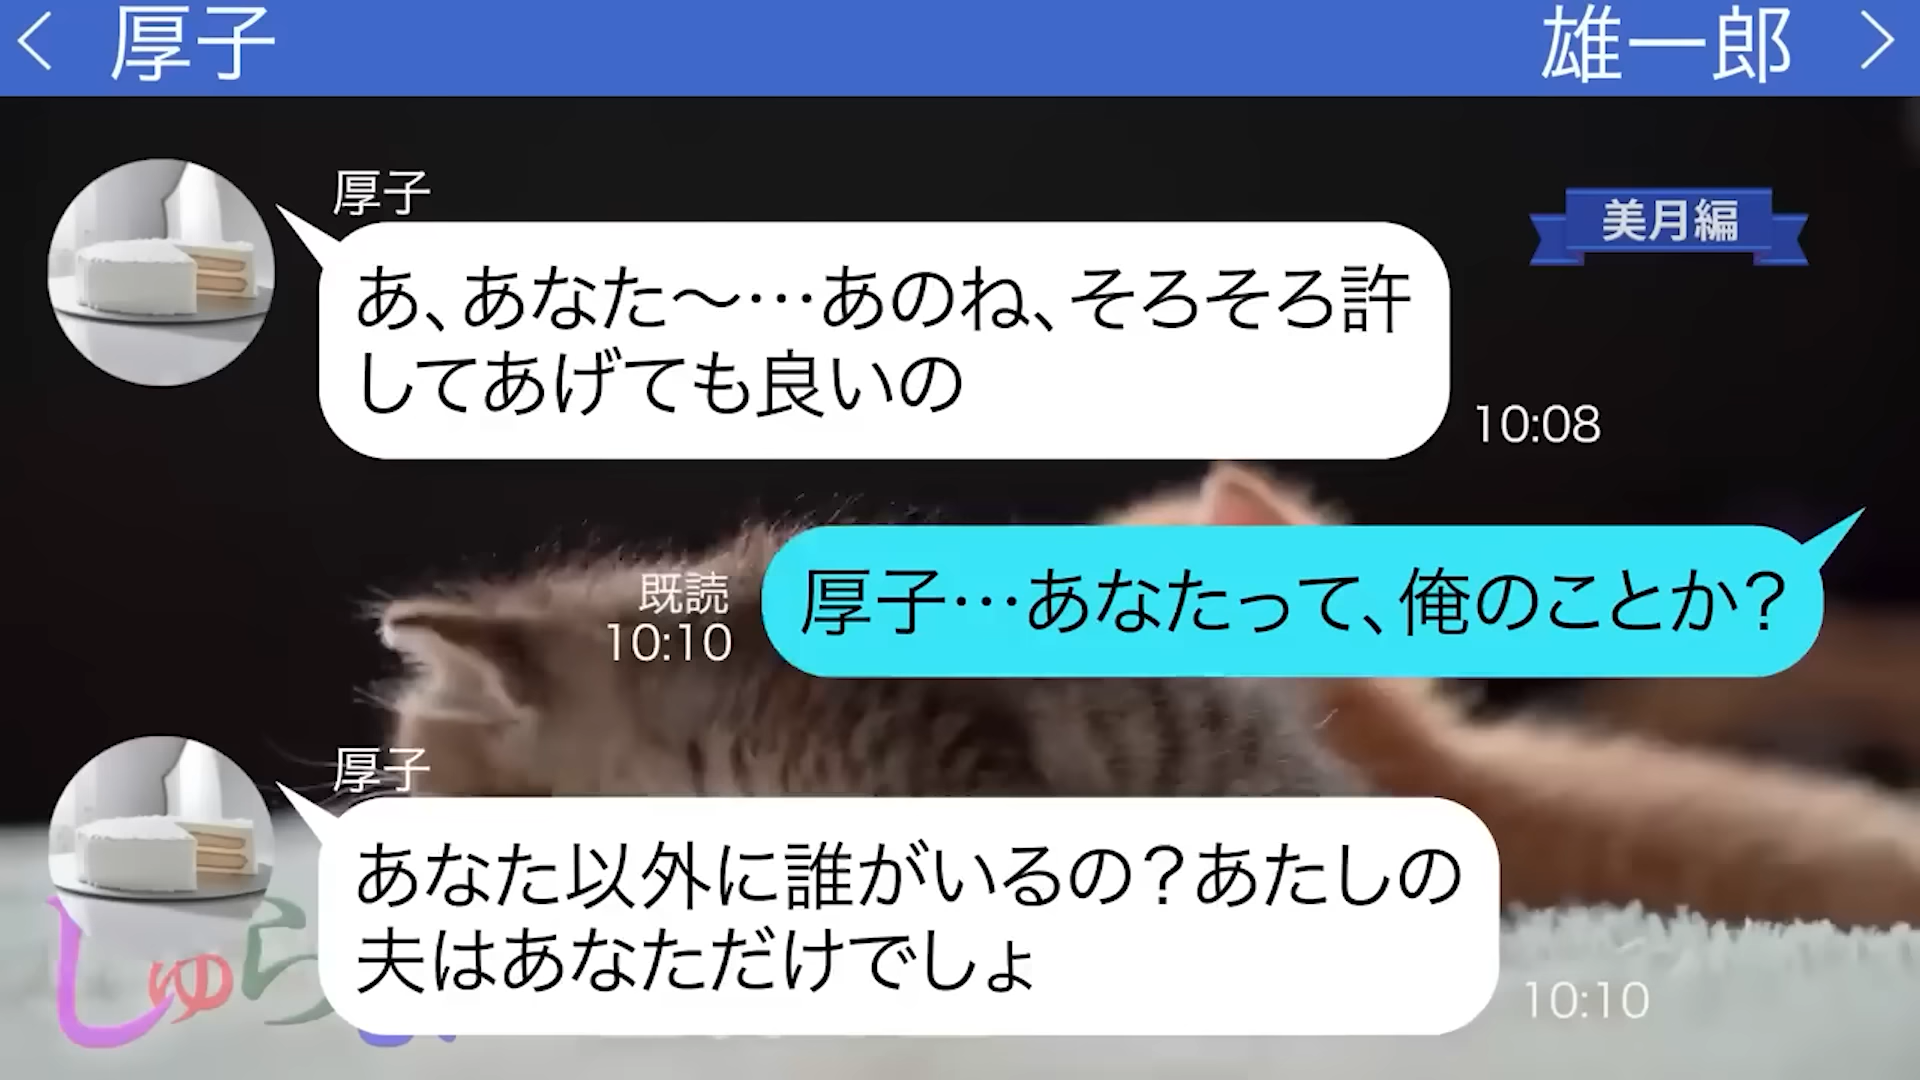 厚子
雄一郎
美月編
厚子
あ、あなた〜…あのね、そろそろ許
してあげても良いの
10:08
厚子…あなたって、俺のことか？
既読
10:10
厚子
あなた以外に誰がいるの？あたしの
夫はあなただけでしょ
10:10
しゅら